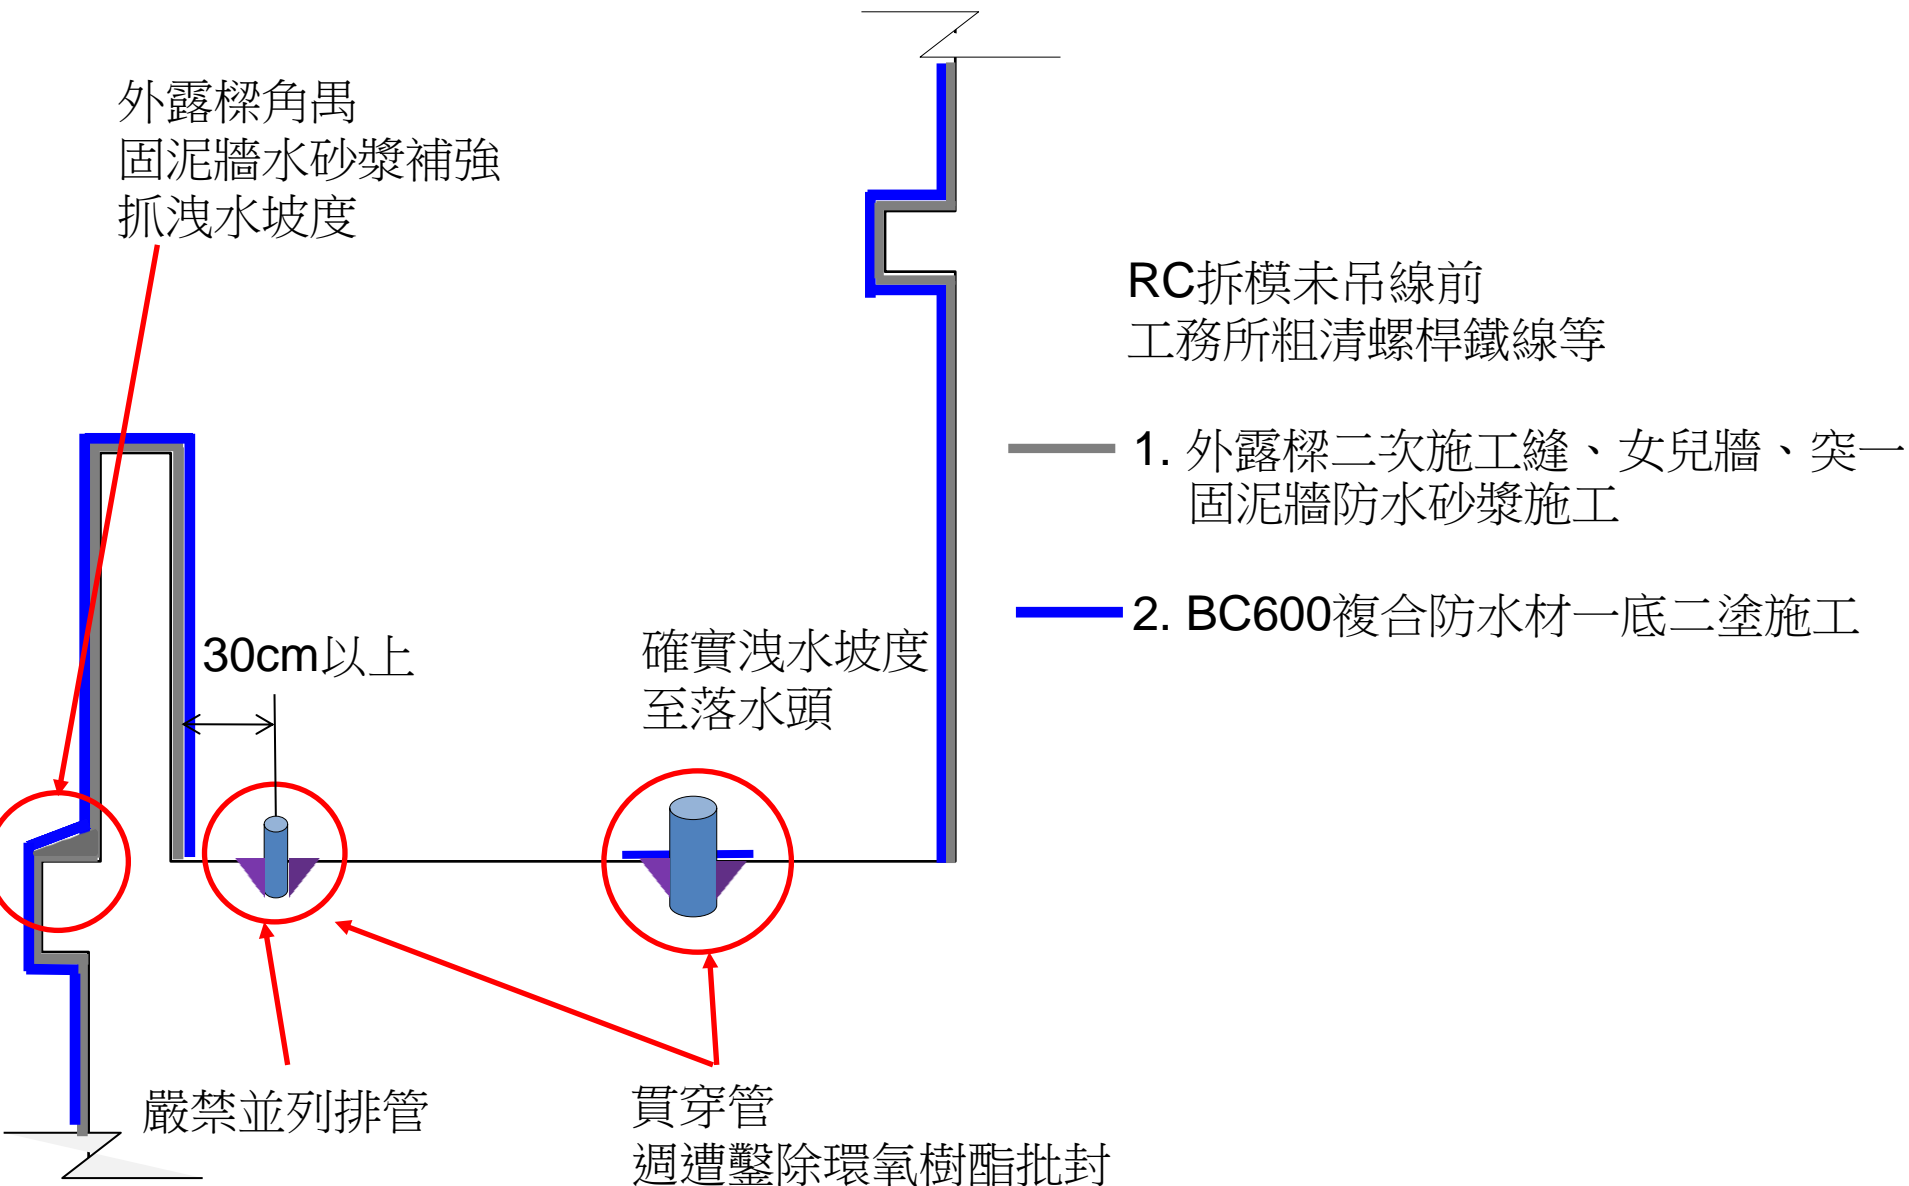 外露樑角禺
固泥牆水砂漿補強
抓洩水坡度
RC拆模未吊線前
工務所粗清螺桿鐵線等
1. 外露樑二次施工縫、女兒牆、突一
固泥牆防水砂漿施工
2. BC600複合防水材一底二塗施工
30cm以上
確實洩水坡度
至落水頭
嚴禁並列排管
貫穿管
週遭鑿除環氧樹酯批封